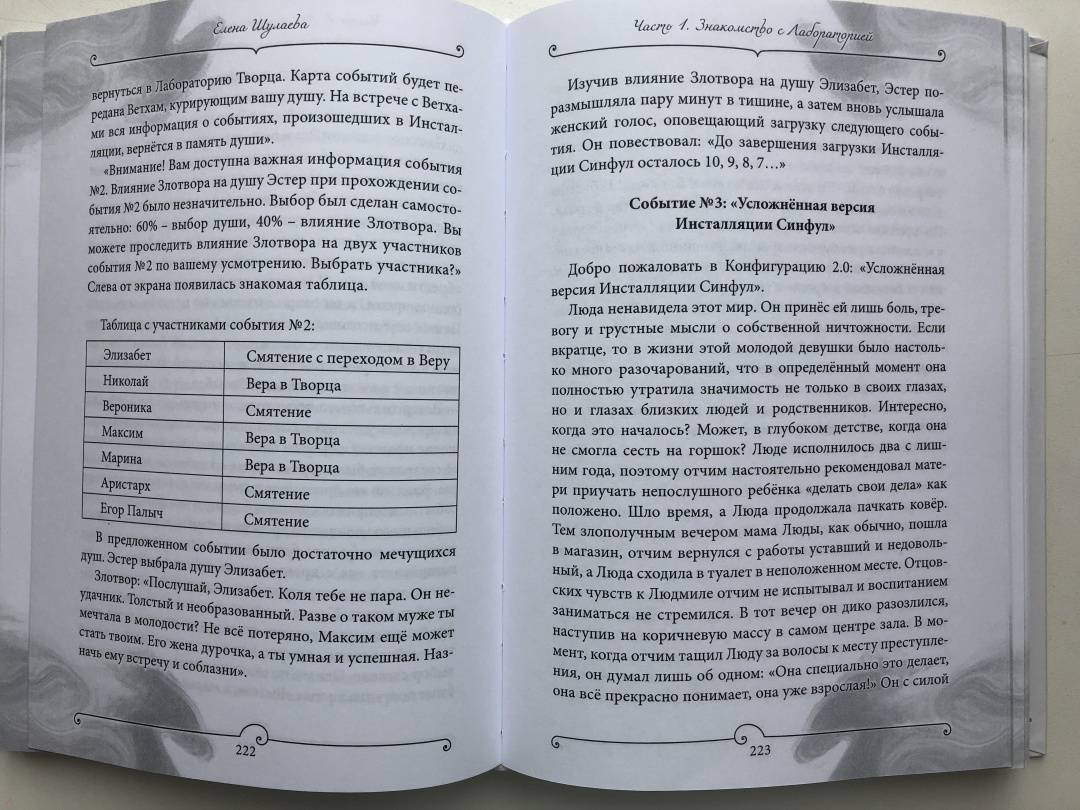 Елена Шулаева
вернуться в Лабораторию Творца. Карта событий будет пе-
редана Ветхам, курирующим вашу душу. На встрече с Ветха-
ми вся информация о событиях, произошедших в Инстал-
ляции, вернётся в память души».
«Внимание! Вам доступна важная информация события
№2. Влияние Злотвора на душу Эстер при прохождении со-
бытия №2 было незначительно. Выбор был сделан самосто-
ятельно: 60% – выбор души, 40% – влияние Злотвора. Вы
можете проследить влияние Злотвора на двух участников
события №2 по вашему усмотрению. Выбрать участника?»
Слева от экрана появилась знакомая таблица.
Таблица с участниками события №2:
Элизабет Смятение с переходом в Веру
Николай Вера в Творца
Вероника Смятение
Максим Вера в Творца
Марина Вера в Творца
Аристарх Смятение
Егор Палыч Смятение
В предложенном событии было достаточно мечущихся
душ. Эстер выбрала душу Элизабет.
Злотвор: «Послушай, Элизабет. Коля тебе не пара. Он не-
удачник. Толстый и необразованный. Разве о таком муже ты
мечтала в молодости? Не всё потеряно, Максим ещё может
стать твоим. Его жена дурочка, а ты умная и успешная. Наз-
начь ему встречу и соблазни».
222
Часть 1. Знакомство с Лабораторией
Изучив влияние Злотвора на душу Элизабет, Эстер по-
размышляла пару минут в тишине, а затем вновь услышала
женский голос, оповещающий загрузку следующего собы-
тия. Он повествовал: «До завершения загрузки Инсталля-
ции Синфул осталось 10, 9, 8, 7…»
Событие №3: «Усложнённая версия
Инсталляции Синфул»
Добро пожаловать в Конфигурацию 2.0: «Усложнённая
версия Инсталляции Синфул».
Люда ненавидела этот мир. Он принёс ей лишь боль, тре-
вогу и грустные мысли о собственной ничтожности. Если
вкратце, то в жизни этой молодой девушки было настоль-
ко много разочарований, что в определённый момент она
полностью утратила значимость не только в своих глазах,
но и глазах близких людей и родственников. Интересно,
когда это началось? Может, в глубоком детстве, когда она
не смогла сесть на горшок? Люде исполнилось два с лиш-
ним года, поэтому отчим настоятельно рекомендовал мате-
ри приучать непослушного ребёнка «делать свои дела» как
положено. Шло время, а Люда продолжала пачкать ковёр.
Тем злополучным вечером мама Люды, как обычно, пошла
в магазин, отчим вернулся с работы уставший и недоволь-
ный, а Люда сходила в туалет в неположенном месте. Отцов-
ских чувств к Людмиле отчим не испытывал и воспитанием
заниматься не стремился. В тот вечер он дико разозлился,
наступив на коричневую массу в самом центре зала. В мо-
мент, когда отчим тащил Люду за волосы к месту преступле-
ния, он думал лишь об одном: «Она специально это делает,
она всё прекрасно понимает, она уже взрослая!» Он с силой
223